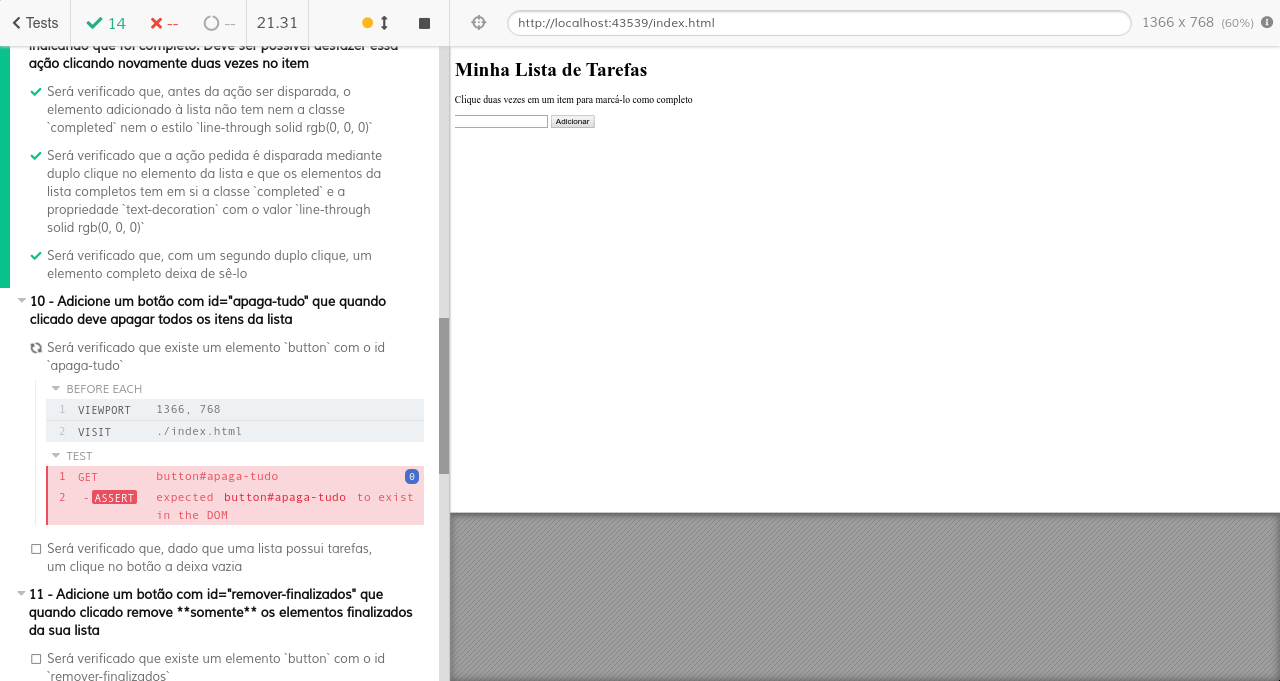 Tests
14
--
--
21.31
http://localhost:43539/index.html
1366 x 768 (60%)
indicando que foi completo. Deve ser possível desfazer essa
ação clicando novamente duas vezes no item
Será verificado que, antes da ação ser disparada, o
elemento adicionado à lista não tem nem a classe
`completed` nem o estilo `line-through solid rgb(0, 0, 0)`
Será verificado que a ação pedida é disparada mediante
duplo clique no elemento da lista e que os elementos da
lista completos tem em si a classe `completed` e a
propriedade `text-decoration` com o valor `line-through
solid rgb(0, 0, 0)`
Será verificado que, com um segundo duplo clique, um
elemento completo deixa de sê-lo
10 - Adicione um botão com id="apaga-tudo" que quando
clicado deve apagar todos os itens da lista
Será verificado que existe um elemento `button` com o id
`apaga-tudo`
BEFORE EACH
1 VIEWPORT 1366, 768
2 VISIT ./index.html
TEST
1 GET button#apaga-tudo 0
2 -ASSERT expected button#apaga-tudo to exist
in the DOM
Será verificado que, dado que uma lista possui tarefas,
um clique no botão a deixa vazia
11 - Adicione um botão com id="remover-finalizados" que
quando clicado remove **somente** os elementos finalizados
da sua lista
Será verificado que existe um elemento `button` com o id
`remover-finalizados`
Minha Lista de Tarefas
Clique duas vezes em um item para marcá-lo como completo
Adicionar